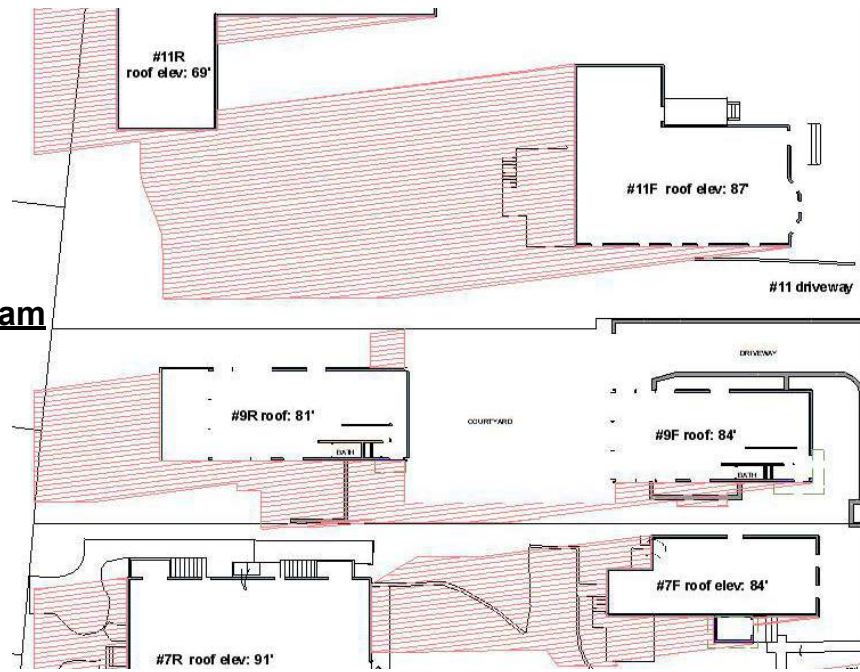 #11R
roof elev: 69'
#11F roof elev: 87'
#11 driveway
am
DRIVEWAY
#9R roof: 81'
COURTYARD
#9F roof: 84'
BATH
BATH
#7F roof elev: 84'
#7R roof elev: 91'